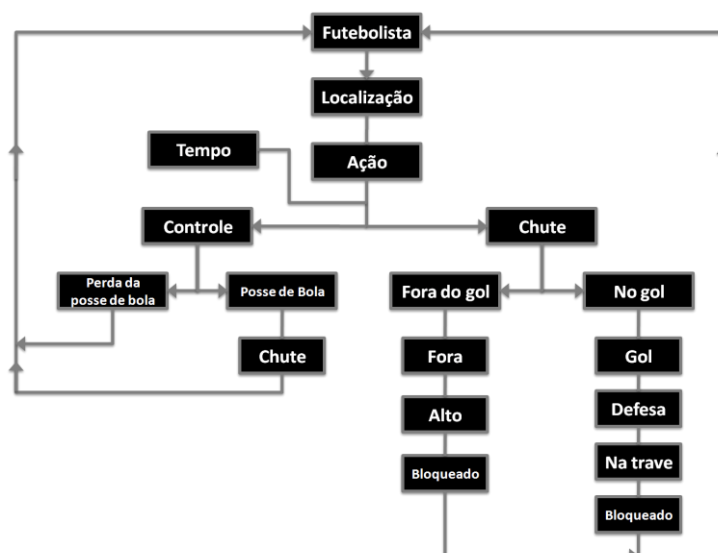 Futebolista
Localização
Tempo
Ação
Controle
Chute
Perda da
posse de bola
Posse de Bola
Fora do gol
No gol
Chute
Fora
Gol
Alto
Defesa
Bloqueado
Na trave
Bloqueado